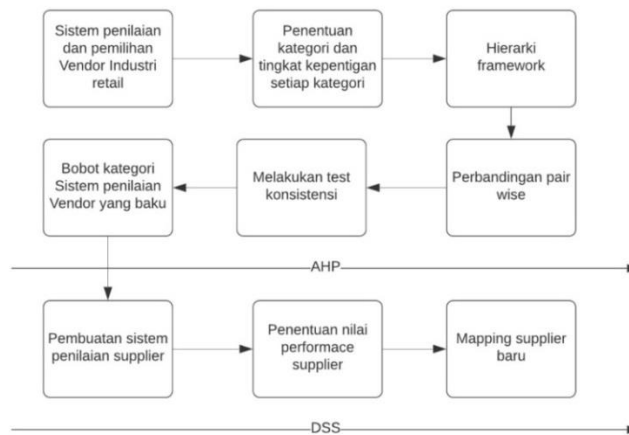 Sistem penilaian
dan pemilihan
Vendor Industri
retail
Penentuan
kategori dan
tingkat kepentigan
setiap kategori
Hierarki
framework
Bobot kategori
Sistem penilaian
Vendor yang baku
Melakukan test
konsistensi
Perbandingan pair
wise
AHP
Pembuatan sistem
penilaian supplier
Penentuan nilai
performace
supplier
Mapping supplier
baru
DSS